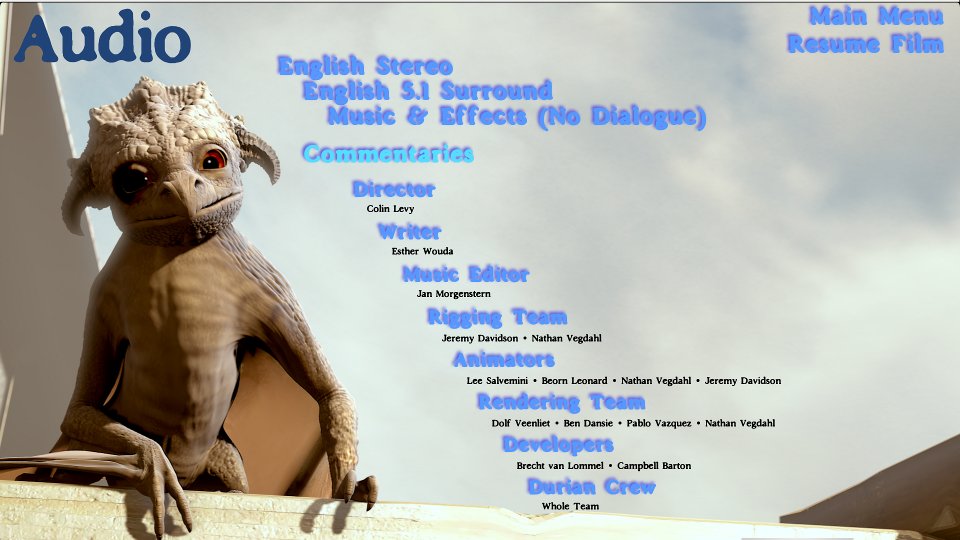 Audio
Main Menu
Resume Film
English Stereo
English 5.1 Surround
Music & Effects (No Dialogue)
Commentaries
Director
Colin Levy
Writer
Esther Wouda
Music Editor
Jan Morgenstern
Rigging Team
Jeremy Davidson • Nathan Vegdahl
Animators
Lee Salvemini • Beorn Leonard • Nathan Vegdahl • Jeremy Davidson
Rendering Team
Dolf Veenliet • Ben Dansie • Pablo Vazquez • Nathan Vegdahl
Developers
Brecht van Lommel • Campbell Barton
Durian Crew
Whole Team